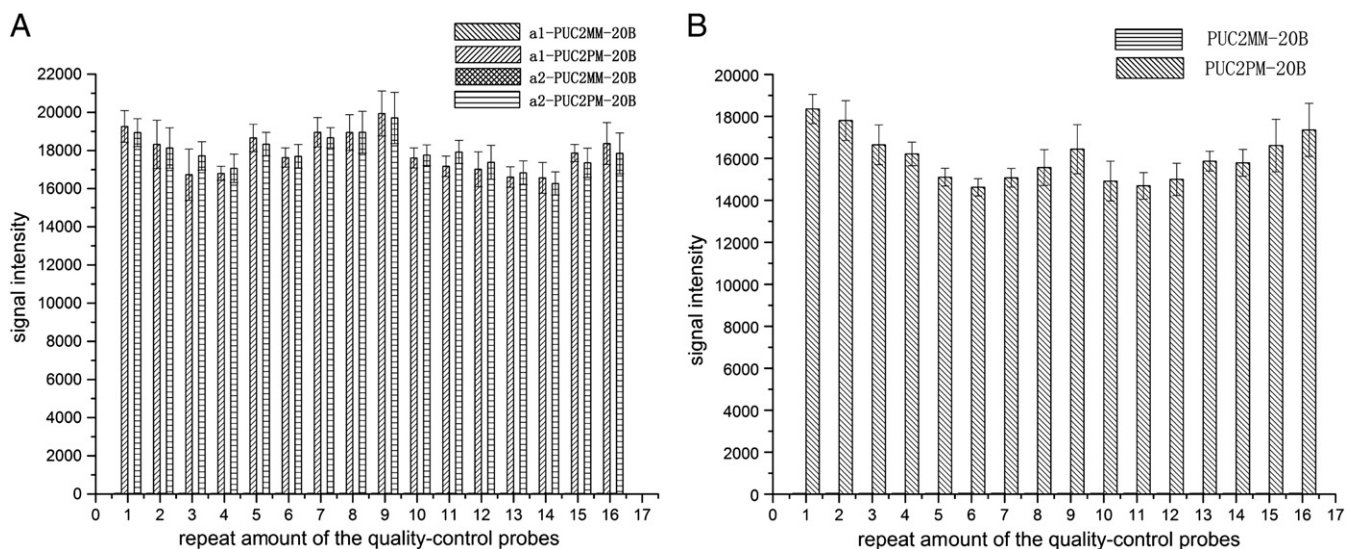 A
a1-PUC2MM-20B
a1-PUC2PM-20B
a2-PUC2MM-20B
a2-PUC2PM-20B
22000
20000
18000
16000
14000
12000
10000
8000
6000
4000
2000
0
signal intensity
0 1 2 3 4 5 6 7 8 9 10 11 12 13 14 15 16 17
repeat amount of the quality-control probes
B
PUC2MM-20B
PUC2PM-20B
20000
18000
16000
14000
12000
10000
8000
6000
4000
2000
0
signal intensity
0 1 2 3 4 5 6 7 8 9 10 11 12 13 14 15 16 17
repeat amount of the quality-control probes